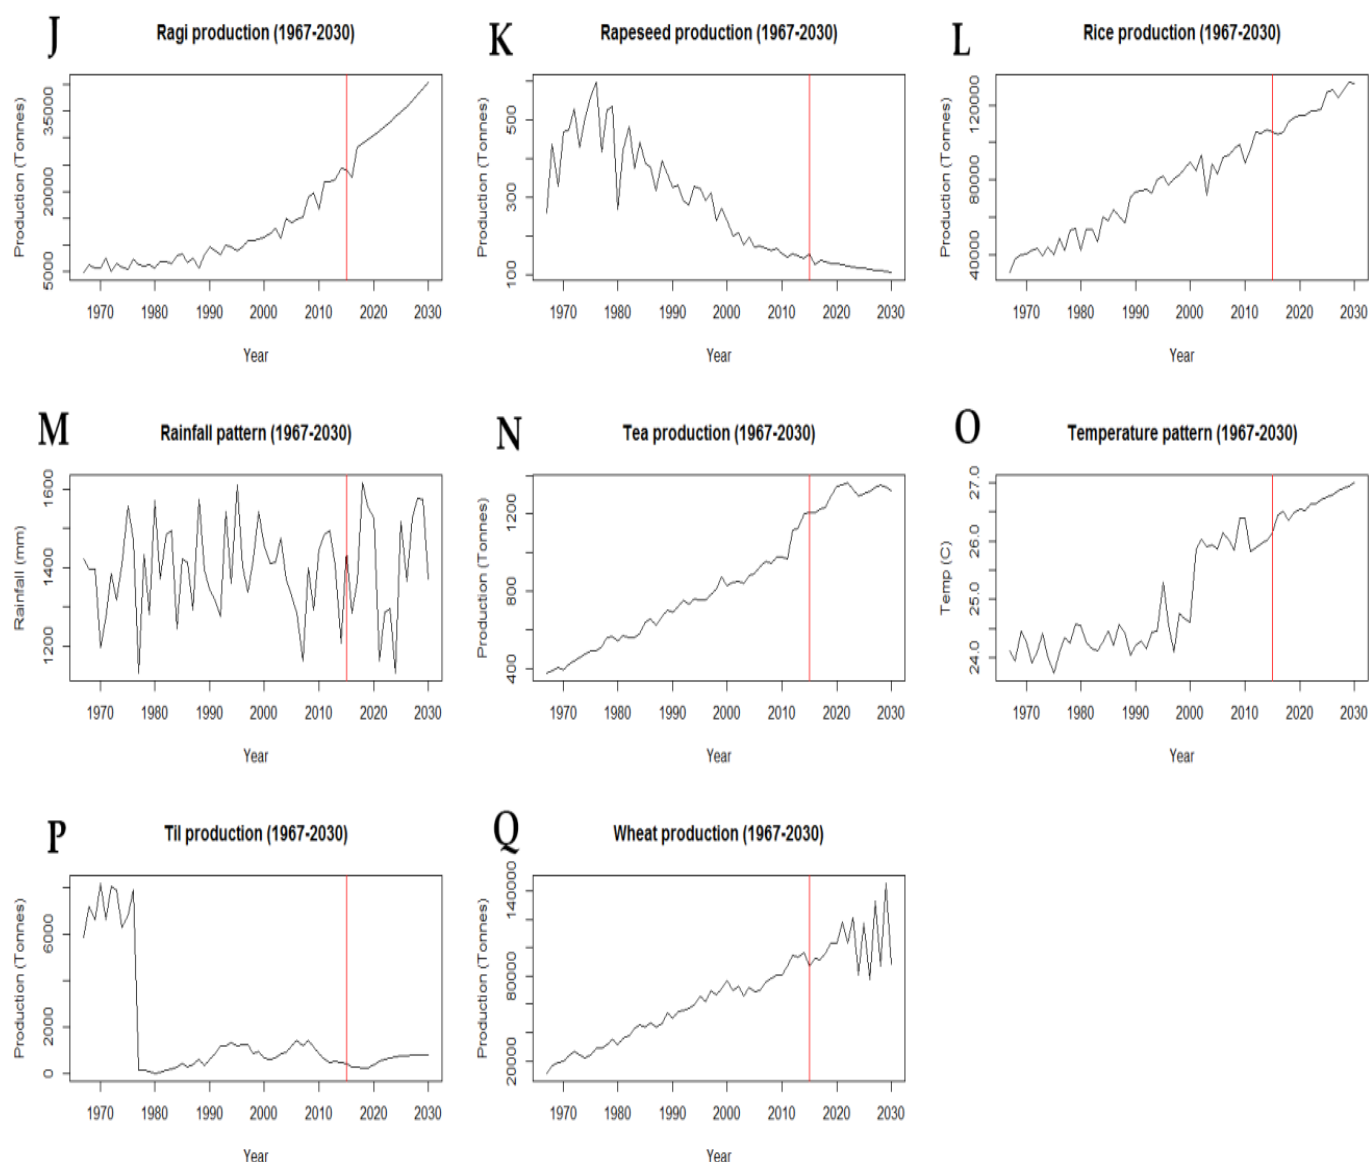 J Ragi production (1967-2030)
Production (Tonnes)
5000 20000 35000
1970 1980 1990 2000 2010 2020 2030
Year
K Rapeseed production (1967-2030)
Production (Tonnes)
100 300 500
1970 1980 1990 2000 2010 2020 2030
Year
L Rice production (1967-2030)
Production (Tonnes)
40000 80000 120000
1970 1980 1990 2000 2010 2020 2030
Year
M Rainfall pattern (1967-2030)
Rainfall (mm)
1200 1400 1600
1970 1980 1990 2000 2010 2020 2030
Year
N Tea production (1967-2030)
Production (Tonnes)
400 800 1200
1970 1980 1990 2000 2010 2020 2030
Year
O Temperature pattern (1967-2030)
Temp (C)
24.0 25.0 26.0 27.0
1970 1980 1990 2000 2010 2020 2030
Year
P Til production (1967-2030)
Production (Tonnes)
0 2000 6000
1970 1980 1990 2000 2010 2020 2030
Year
Q Wheat production (1967-2030)
Production (Tonnes)
20000 80000 140000
1970 1980 1990 2000 2010 2020 2030
Year